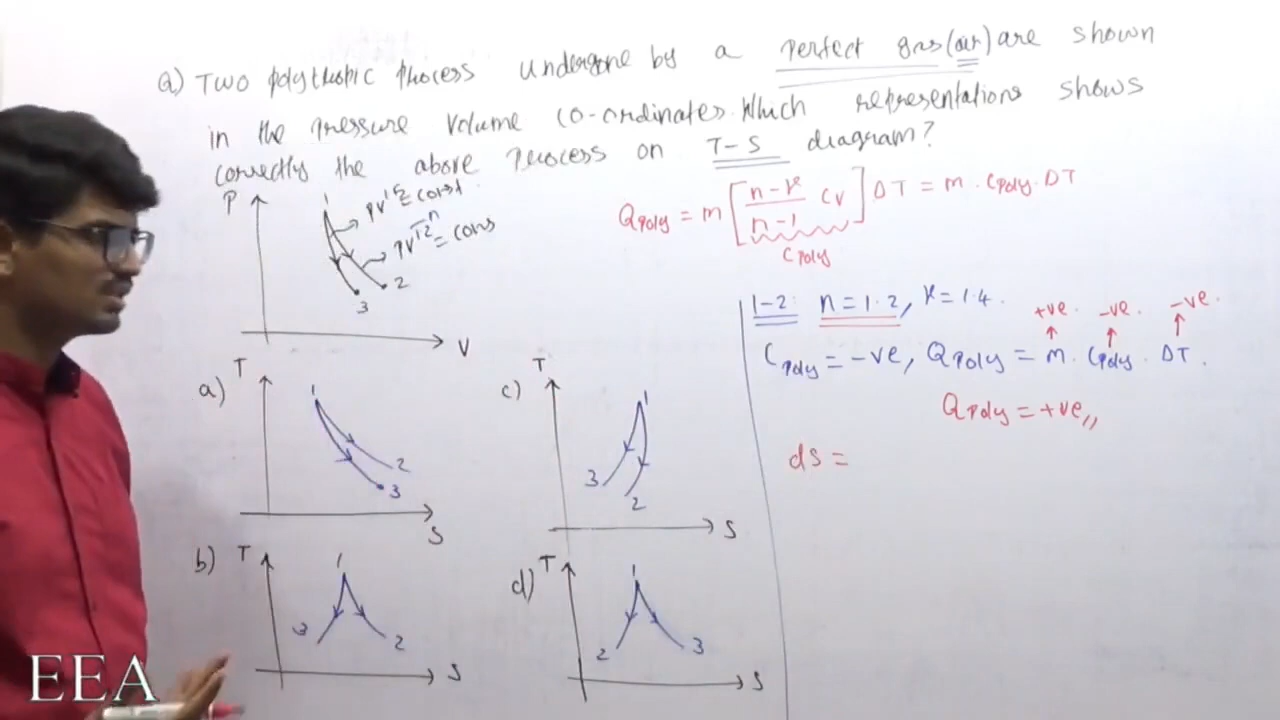 Q) Two polytropic Process Undergone by a perfect gas (air) are shown
in the Pressure Volume co-ordinates. Which representations shows
correctly the above Process on T-S diagram?
P
1
PV^1.5 = const
PV^1.2^n = cons
2
3
V
Qpoly = m [ (n-γ)/(n-1) Cv ] ΔT = m. Cpoly. ΔT
Cpoly
1-2: n = 1.2, γ = 1.4.
+ve. -ve. -ve.
Cpoly = -ve, Qpoly = m. Cpoly. ΔT.
Qpoly = +ve,,
ds =
a) T
1
2
3
S
c) T
1
3
2
S
b) T
1
3
2
S
d) T
1
2
3
S
EEA